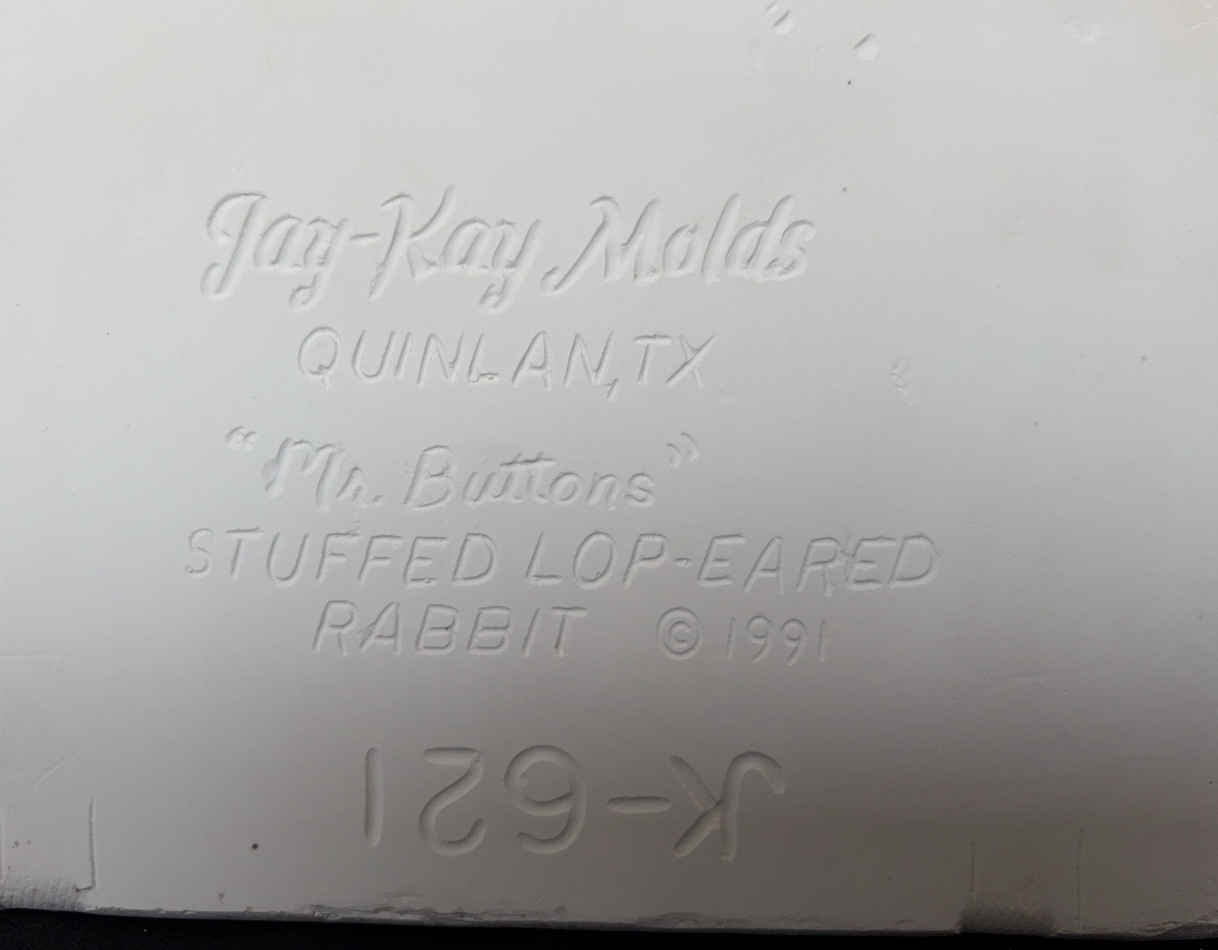 Jay-Kay Molds
QUINLAN, TX
"Mr. Buttons"
STUFFED LOP-EARED
RABBIT © 1991
K-621